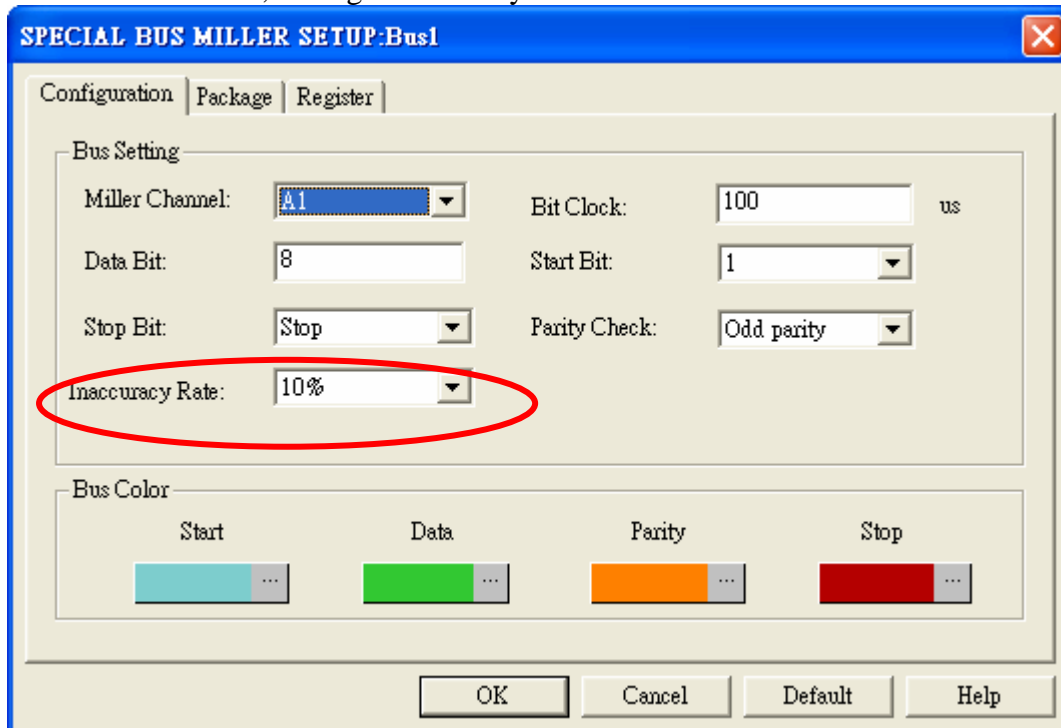 SPECIAL BUS MILLER SETUP:Bus1
Configuration Package Register
Bus Setting
Miller Channel: A1 Bit Clock: 100 us
Data Bit: 8 Start Bit: 1
Stop Bit: Stop Parity Check: Odd parity
Inaccuracy Rate: 10%
Bus Color
Start Data Parity Stop
... ... ... ...
OK Cancel Default Help